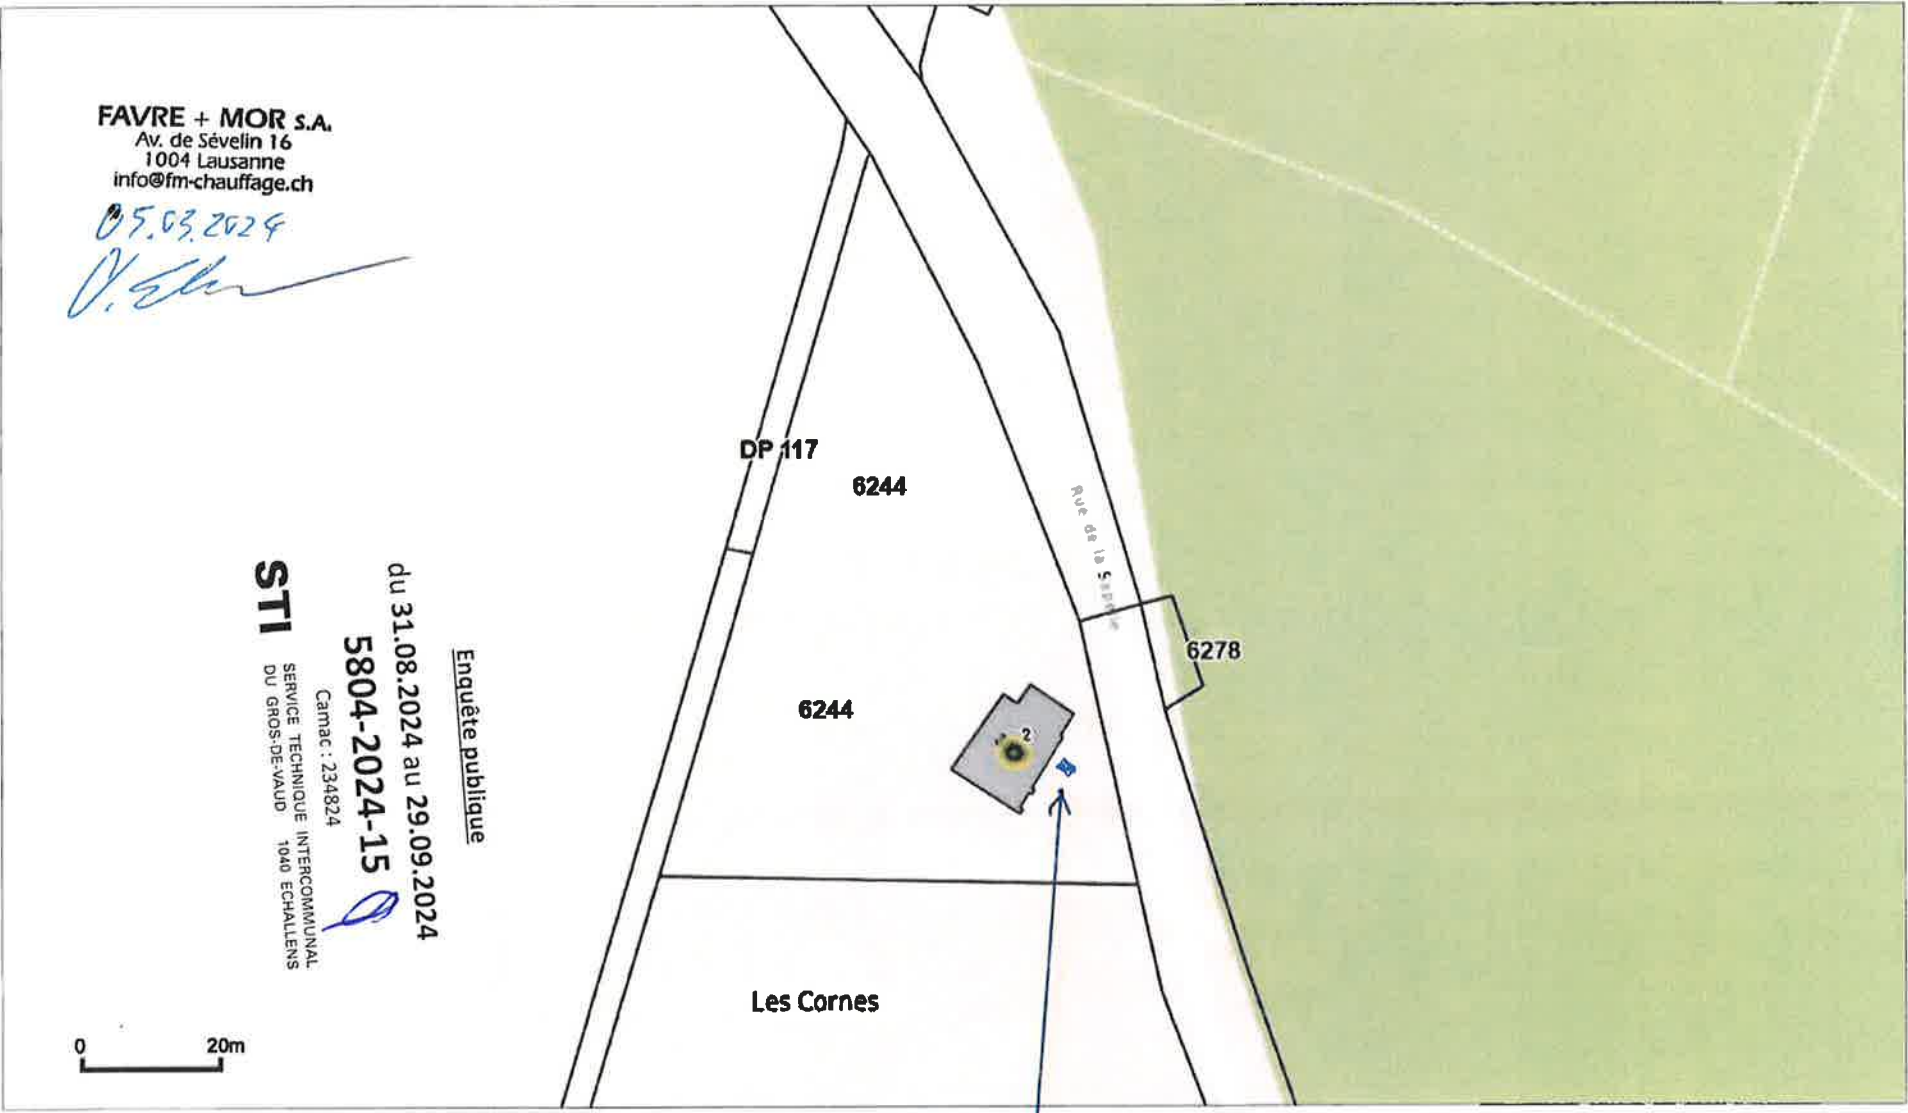 FAVRE + MOR S.A.
Av. de Sévelin 16
1004 Lausanne
info@fm-chauffage.ch
05.03.2024
DP 117
6244
Rue de la
6278
6244
2
Enquête publique
du 31.08.2024 au 29.09.2024
5804-2024-15
Camac : 234824
STI
SERVICE TECHNIQUE INTERCOMMUNAL
DU GROS-DE-VAUD 1040 ECHALLENS
Les Cornes
0 20m